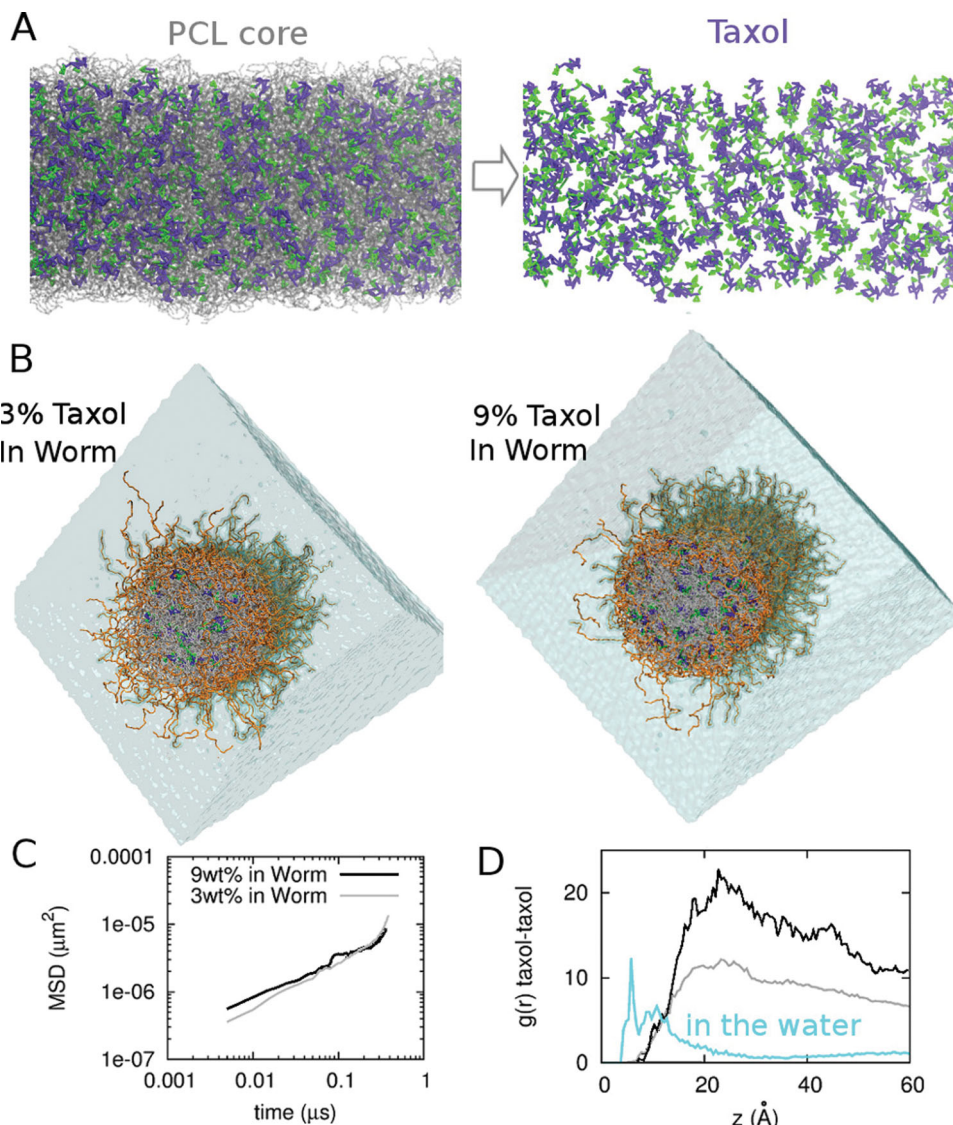 A
PCL core
Taxol
B
3% Taxol
In Worm
9% Taxol
In Worm
C
0.0001
1e-05
1e-06
1e-07
MSD (μm²)
9wt% in Worm
3wt% in Worm
0.001
0.01
0.1
1
time (μs)
D
20
10
0
g(r) taxol-taxol
in the water
0
20
40
60
z (Å)